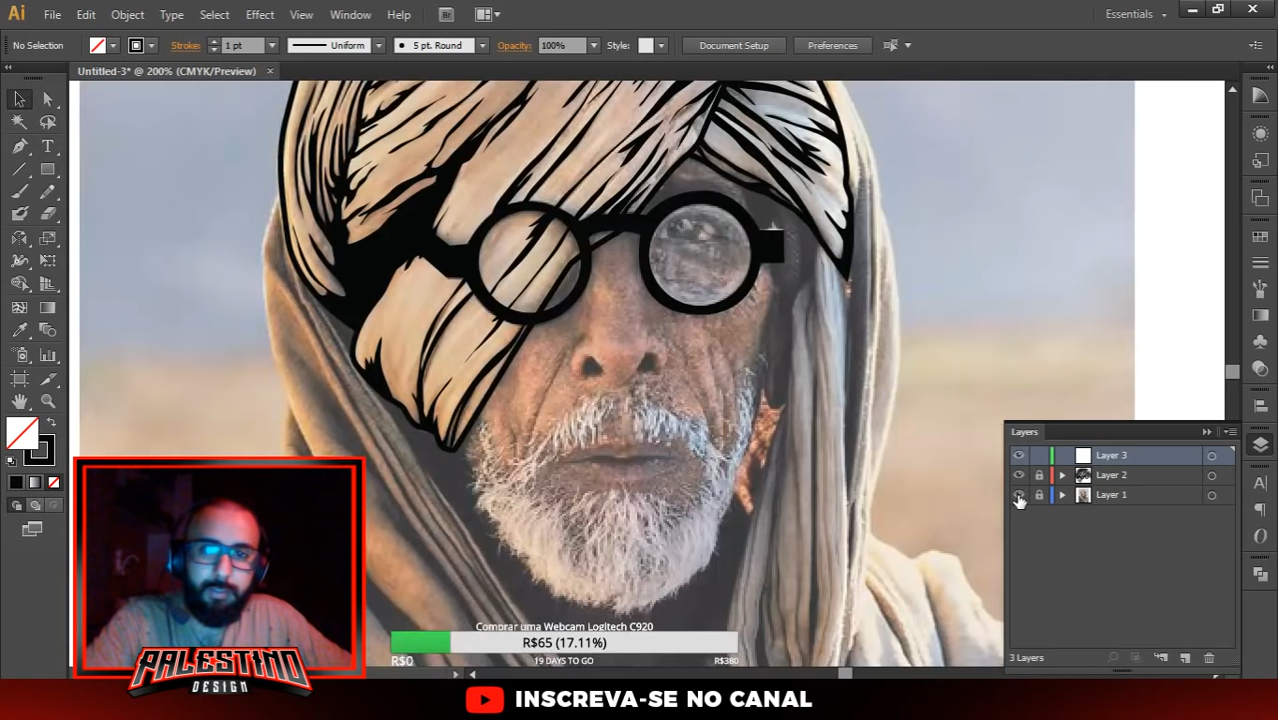 Ai File Edit Object Type Select Effect View Window Help Br Essentials
No Selection Stroke: 1 pt Uniform 5 pt. Round Opacity: 100% Style: Document Setup Preferences
Untitled-3* @ 200% (CMYK/Preview)
Layers
Layer 3
Layer 2
Layer 1
3 Layers
Comprar uma Webcam Logitech C920
R$65 (17.11%)
R$0 19 DAYS TO GO R$380
PALESTINO
DESIGN
INSCREVA-SE NO CANAL